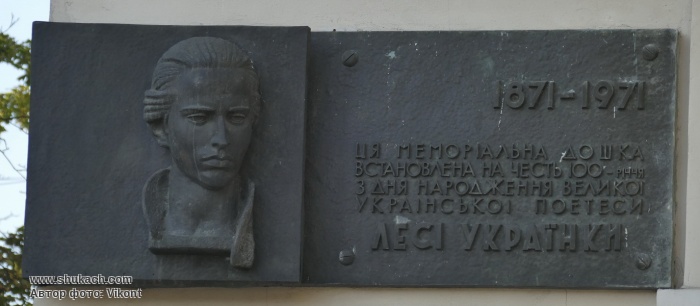 1871-1971
ЦЯ МЕМОРІАЛЬНА ДОШКА
ВСТАНОВЛЕНА НА ЧЕСТЬ 100-РІЧЧЯ
З ДНЯ НАРОДЖЕННЯ ВЕЛИКОЇ
УКРАЇНСЬКОЇ ПОЕТЕСИ
ЛЕСІ УКРАЇНКИ
www.shukach.com
Автор фото: Vikont